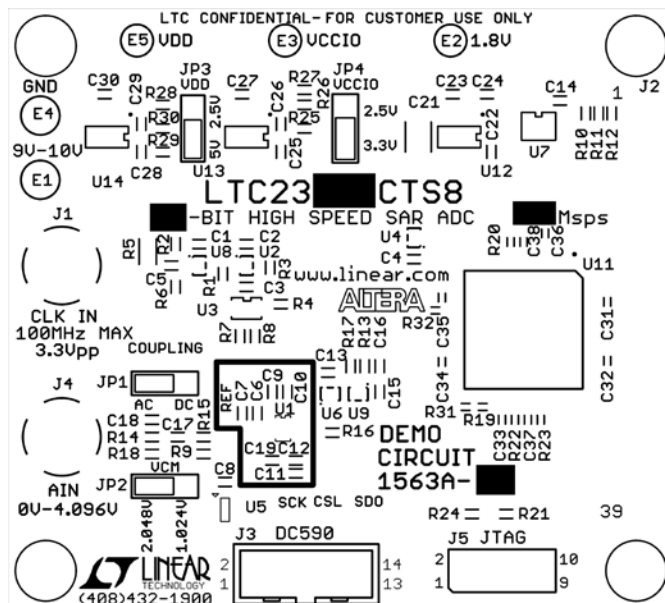 LTC CONFIDENTIAL-FOR CUSTOMER USE ONLY
E5 VDD E3 VCCIO E2 1.8V
GND J2
C30 C29 R28 JP3 VDD C27 C26 R27 R26 JP4 VCCIO C23 C24 C14 1
E4 R30 2.5V R25 2.5V C21 C22
9V-10V R29 5V C25 3.3V U12 U7 R10 R11 R12
E1 U14 C28 U13
LTC23 CTS8
J1 -BIT HIGH SPEED SAR ADC Msps
R5 R2 C1 C2 U4 R20 C38 C36
U8 U2 U11
C5 R1 R3 C4
www.linear.com
R6 C3 ALTERA
U3 R4 R32 C35 C31
CLK IN
100MHz MAX R7 R8 R17 R13 C16
3.3Vpp COUPLING
J4 JP1 REF C7 C6 C9 C10 C13 C15 C34 C32
AC DC R15 U1 U6 U9 R31 R19
C18 C17
R14 R16 DEMO C33 R22 C37 R23
R18 R9 C19 C12 CIRCUIT
VCM C8 C11 1563A-
AIN JP2
0V-4.096V U5 SCK CSL SDO R24 R21 39
2.048V 1.024V
J3 DC590 J5 JTAG
LINEAR 2 14 2 10
TECHNOLOGY 1 13 1 9
(408)432-1900